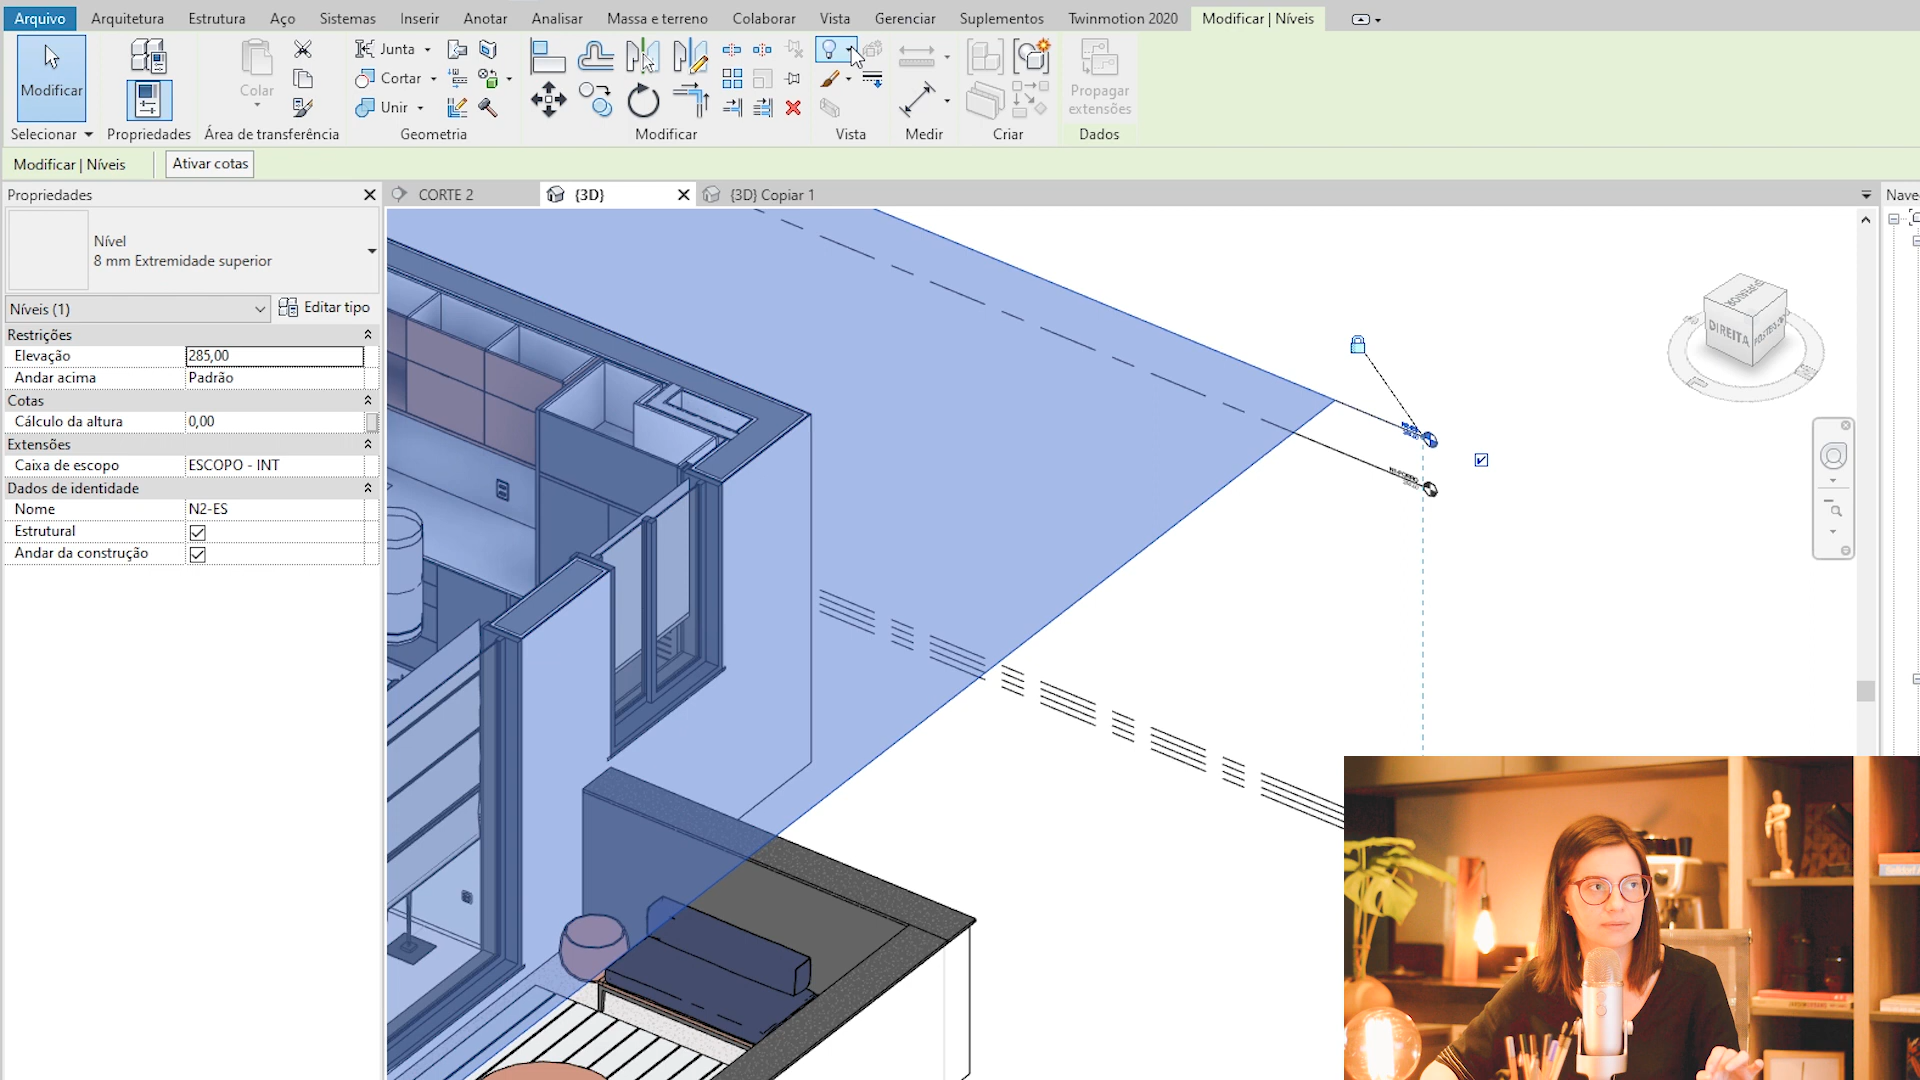 Arquivo Arquitetura Estrutura Aço Sistemas Inserir Anotar Analisar Massa e terreno Colaborar Vista Gerenciar Suplementos Twinmotion 2020 Modificar | Níveis
Modificar
Colar
Junta
Cortar
Unir
Propagar
extensões
Selecionar Propriedades Área de transferência Geometria Modificar Vista Medir Criar Dados
Modificar | Níveis Ativar cotas
Propriedades
CORTE 2 {3D} {3D} Copiar 1
Nave
Nível
8 mm Extremidade superior
Níveis (1) Editar tipo
Restrições
Elevação 285,00
Andar acima Padrão
Cotas
Cálculo da altura 0,00
Extensões
Caixa de escopo ESCOPO - INT
Dados de identidade
Nome N2-ES
Estrutural
Andar da construção
DIREITA